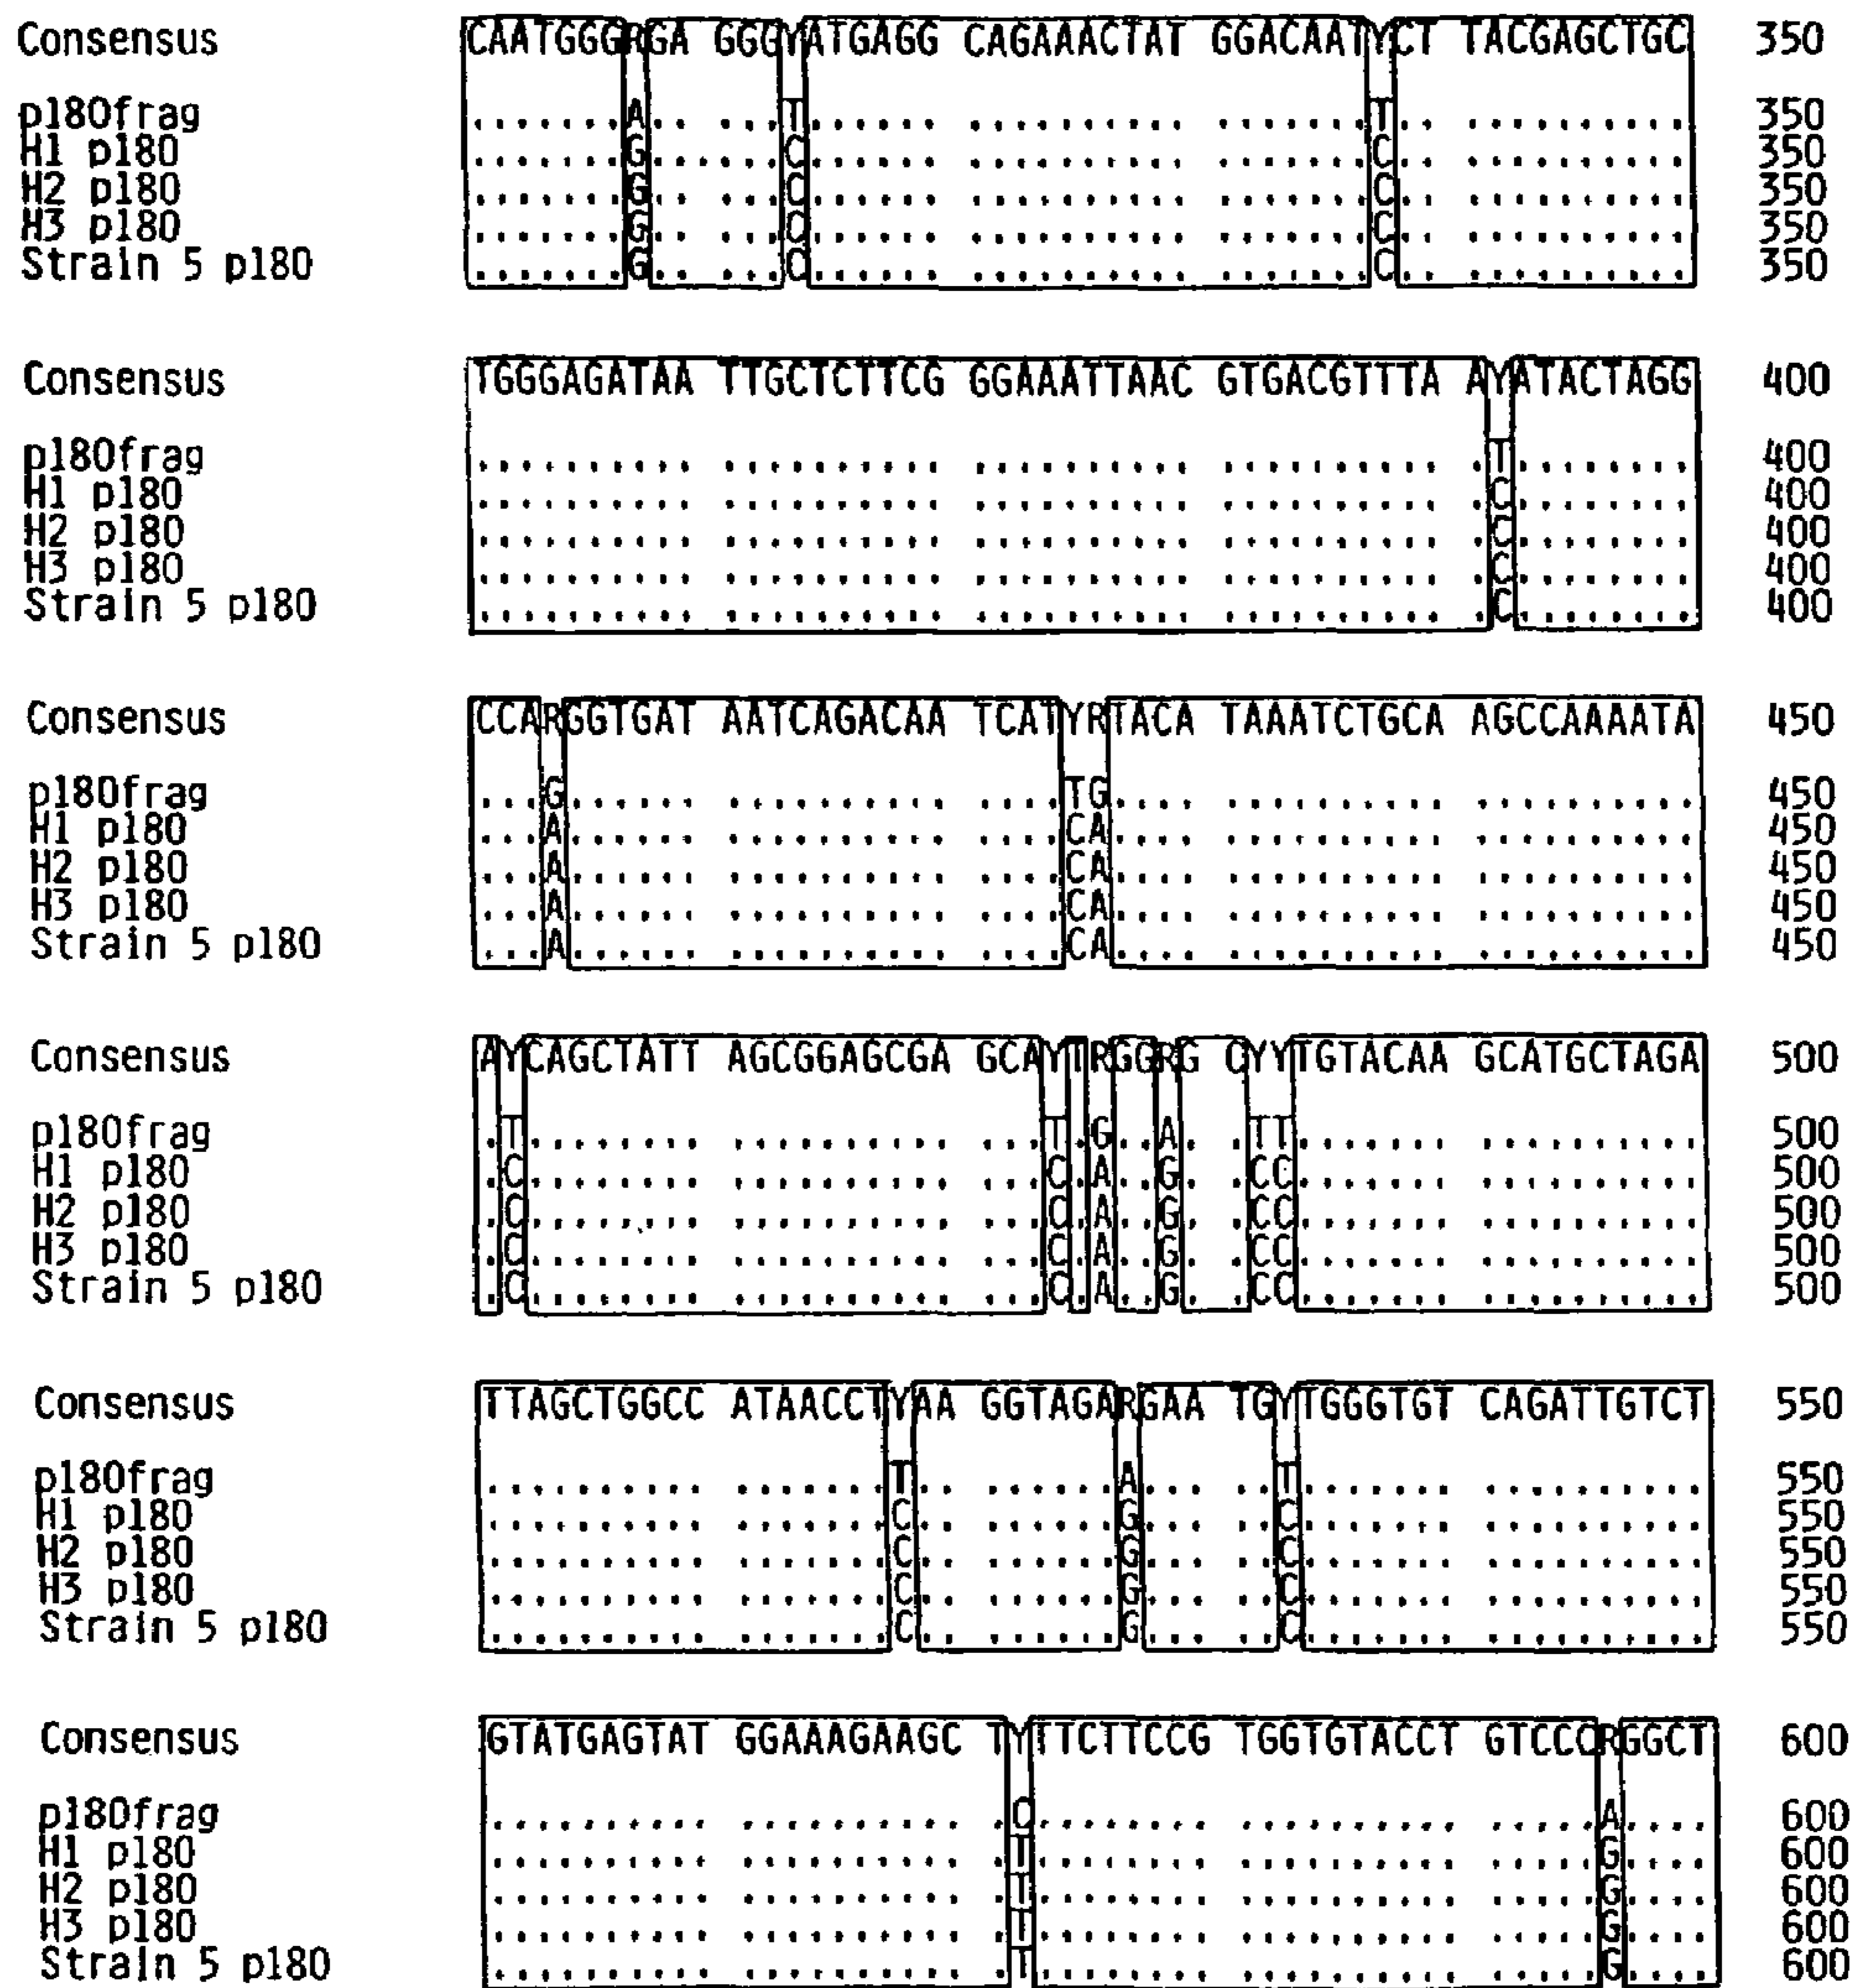 Consensus CAATGGGRGA GGGYATGAGG CAGAAACTAT GGACAATYCT TACGAGCTGC 350
p180frag .......A.. ...T...... .......... .......T.. .......... 350
H1 p180 .......G.. ...C...... .......... .......C.. .......... 350
H2 p180 .......G.. ...C...... .......... .......C.. .......... 350
H3 p180 .......G.. ...C...... .......... .......C.. .......... 350
Strain 5 p180 .......G.. ...C...... .......... .......C.. .......... 350
Consensus TGGGAGATAA TTGCTCTTCG GGAAATTAAC GTGACGTTTA AYATACTAGG 400
p180frag .......... .......... .......... .......... .T........ 400
H1 p180 .......... .......... .......... .......... .C........ 400
H2 p180 .......... .......... .......... .......... .C........ 400
H3 p180 .......... .......... .......... .......... .C........ 400
Strain 5 p180 .......... .......... .......... .......... .C........ 400
Consensus CCARGGTGAT AATCAGACAA TCATYRTACA TAAATCTGCA AGCCAAAATA 450
p180frag ...G...... .......... ....TG.... .......... .......... 450
H1 p180 ...A...... .......... ....CA.... .......... .......... 450
H2 p180 ...A...... .......... ....CA.... .......... .......... 450
H3 p180 ...A...... .......... ....CA.... .......... .......... 450
Strain 5 p180 ...A...... .......... ....CA.... .......... .......... 450
Consensus AYCAGCTATT AGCGGAGCGA GCAYTRGGRG CYYTGTACAA GCATGCTAGA 500
p180frag .T........ .......... ...T.G..A. .TT....... .......... 500
H1 p180 .C........ .......... ...C.A..G. .CC....... .......... 500
H2 p180 .C........ .......... ...C.A..G. .CC....... .......... 500
H3 p180 .C........ .......... ...C.A..G. .CC....... .......... 500
Strain 5 p180 .C........ .......... ...C.A..G. .CC....... .......... 500
Consensus TTAGCTGGCC ATAACCTYAA GGTAGARGAA TGYTGGGTGT CAGATTGTCT 550
p180frag .......... .......T.. ......A... ..T....... .......... 550
H1 p180 .......... .......C.. ......G... ..C....... .......... 550
H2 p180 .......... .......C.. ......G... ..C....... .......... 550
H3 p180 .......... .......C.. ......G... ..C....... .......... 550
Strain 5 p180 .......... .......C.. ......G... ..C....... .......... 550
Consensus GTATGAGTAT GGAAAGAAGC TYTTCTTCCG TGGTGTACCT GTCCCRGGCT 600
p180frag .......... .......... .C........ .......... .....A.... 600
H1 p180 .......... .......... .T........ .......... .....G.... 600
H2 p180 .......... .......... .T........ .......... .....G.... 600
H3 p180 .......... .......... .T........ .......... .....G.... 600
Strain 5 p180 .......... .......... .T........ .......... .....G.... 600